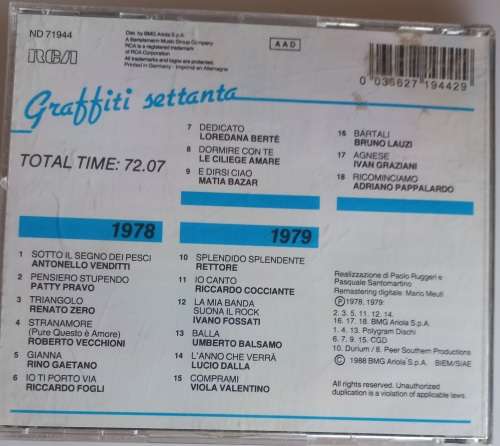 ND 71944
RCA
Dist. by BMG Ariola S.p.A.
A Bertelsmann Music Group Company
RCA is a registered trademark
of RCA Corporation
All trademarks and logos are protected.
Printed in Germany - Imprimé en Allemagne
AAD
0 035627 194429
Graffiti settanta
TOTAL TIME: 72.07
1978
1 SOTTO IL SEGNO DEI PESCI
ANTONELLO VENDITTI
2 PENSIERO STUPENDO
PATTY PRAVO
3 TRIANGOLO
RENATO ZERO
4 STRANAMORE
(Pure Questo è Amore)
ROBERTO VECCHIONI
5 GIANNA
RINO GAETANO
6 IO TI PORTO VIA
RICCARDO FOGLI
7 DEDICATO
LOREDANA BERTÈ
8 DORMIRE CON TE
LE CILIEGE AMARE
9 E DIRSI CIAO
MATIA BAZAR
1979
10 SPLENDIDO SPLENDENTE
RETTORE
11 IO CANTO
RICCARDO COCCIANTE
12 LA MIA BANDA
SUONA IL ROCK
IVANO FOSSATI
13 BALLA
UMBERTO BALSAMO
14 L'ANNO CHE VERRÀ
LUCIO DALLA
15 COMPRAMI
VIOLA VALENTINO
16 BARTALI
BRUNO LAUZI
17 AGNESE
IVAN GRAZIANI
18 RICOMINCIAMO
ADRIANO PAPPALARDO
Realizzazione di Paolo Ruggeri e
Pasquale Santomartino
Remastering digitale: Mario Meuti
℗ 1978, 1979:
2. 3. 5. 11. 12. 14.
16. 17. 18. BMG Ariola S.p.A.
1. 4. 13. Polygram Dischi
6. 7. 9. 15. CGD
10. Durium / 8. Peer Southern Productions
© 1988 BMG Ariola S.p.A. BIEM/SIAE
All rights reserved. Unauthorized
duplication is a violation of applicable laws.